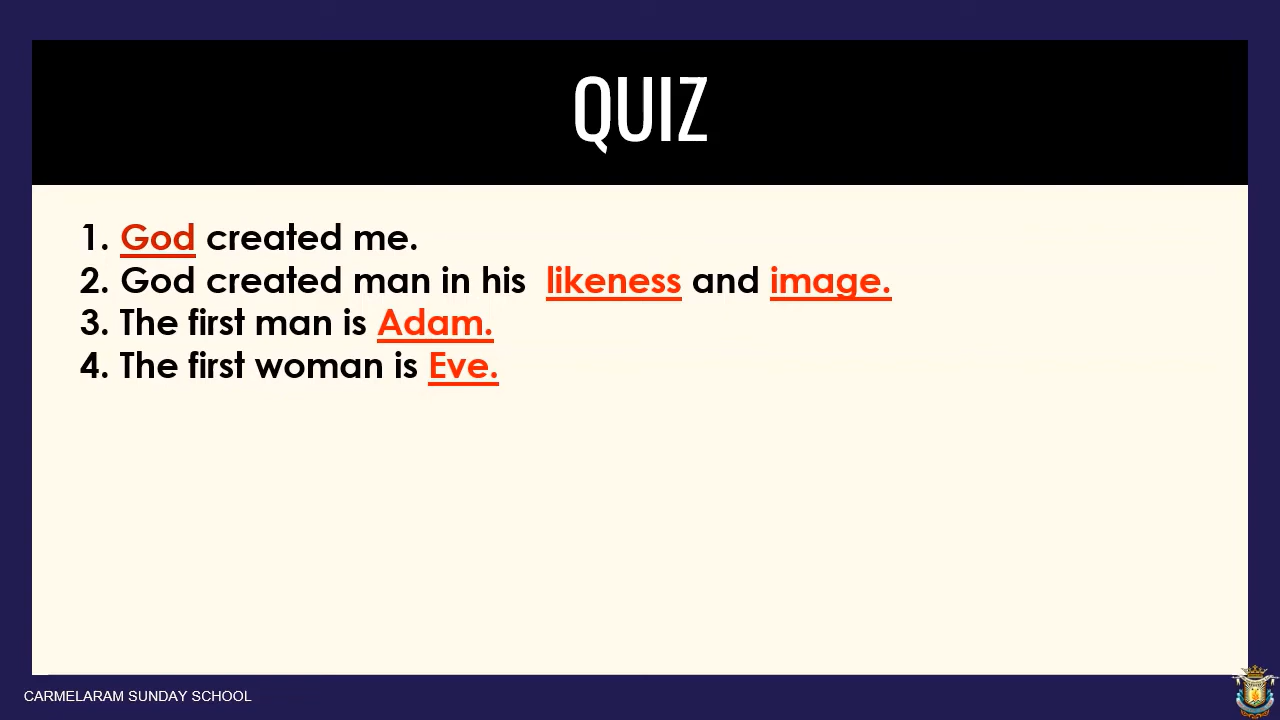 QUIZ
1. God created me.
2. God created man in his likeness and image.
3. The first man is Adam.
4. The first woman is Eve.
CARMELARAM SUNDAY SCHOOL